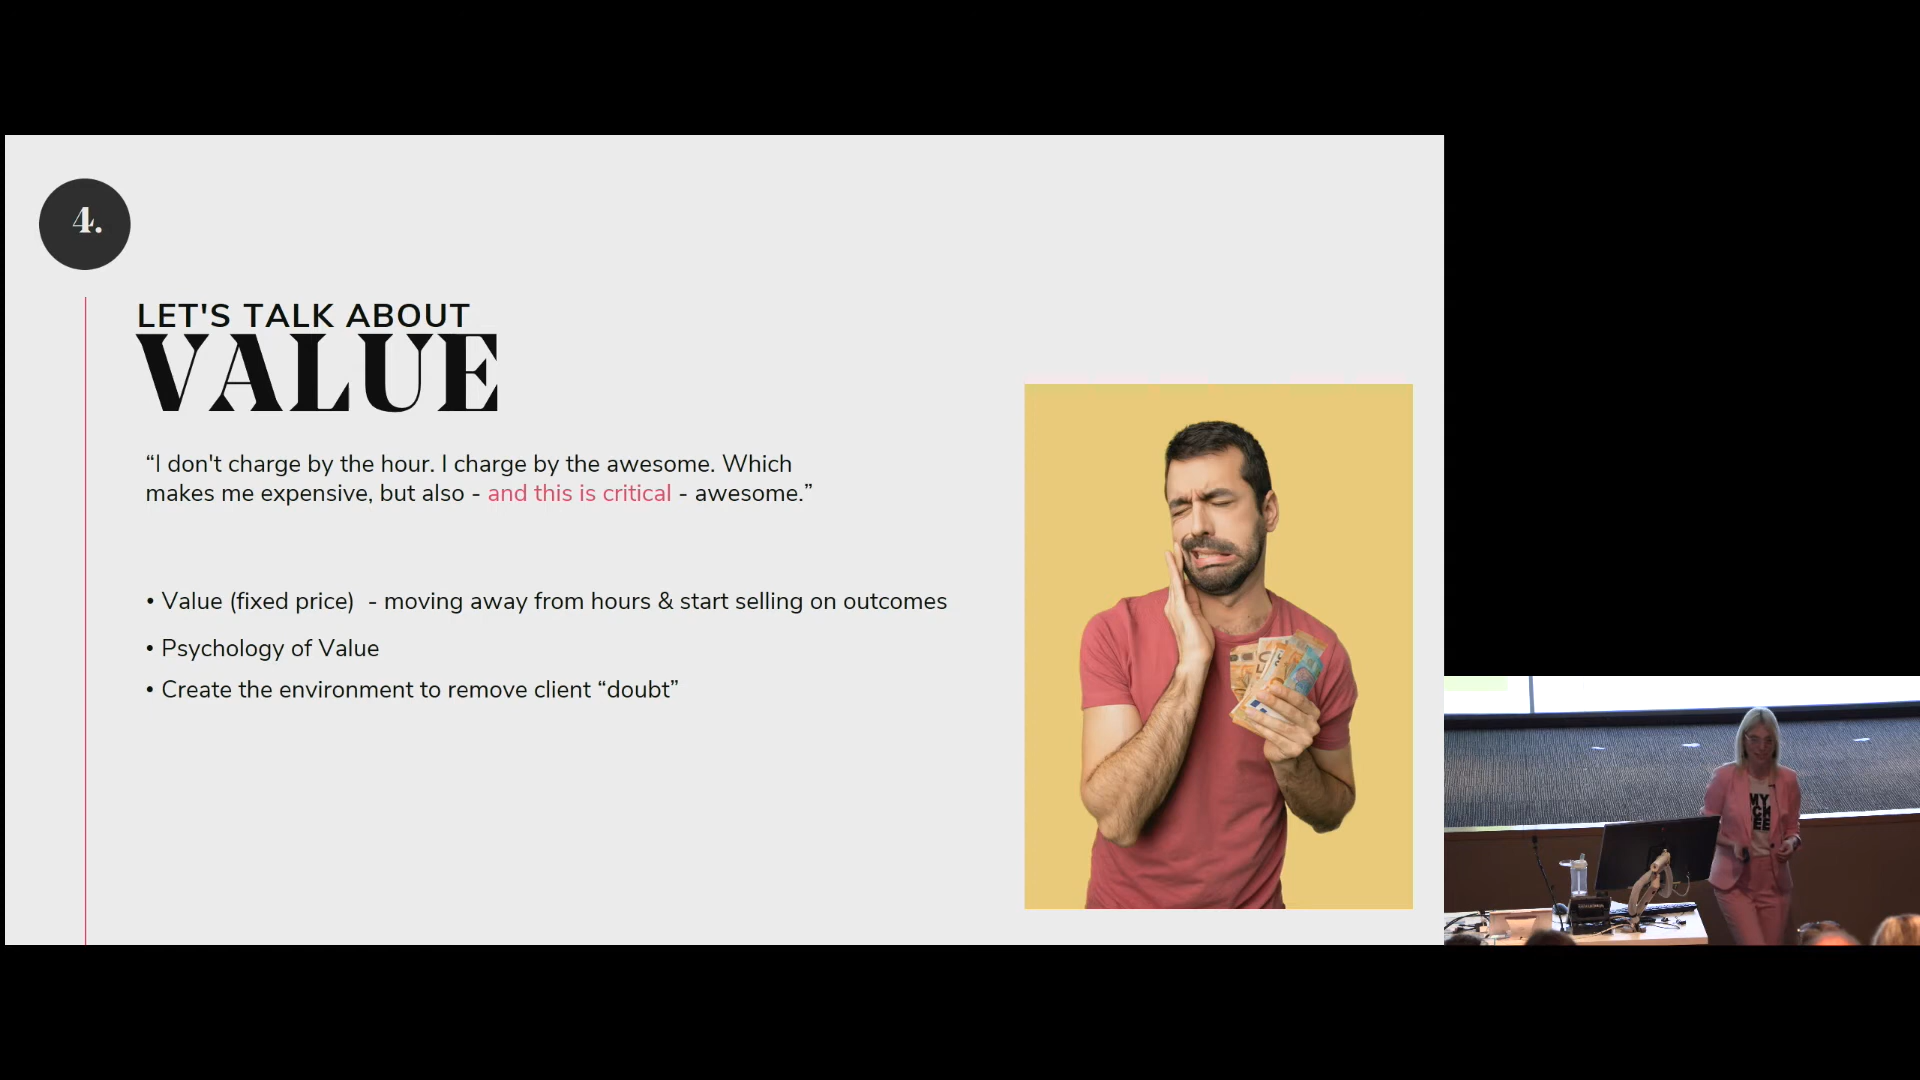 4.
LET'S TALK ABOUT
VALUE
“I don't charge by the hour. I charge by the awesome. Which
makes me expensive, but also - and this is critical - awesome.”
• Value (fixed price)  - moving away from hours & start selling on outcomes
• Psychology of Value
• Create the environment to remove client “doubt”
MY